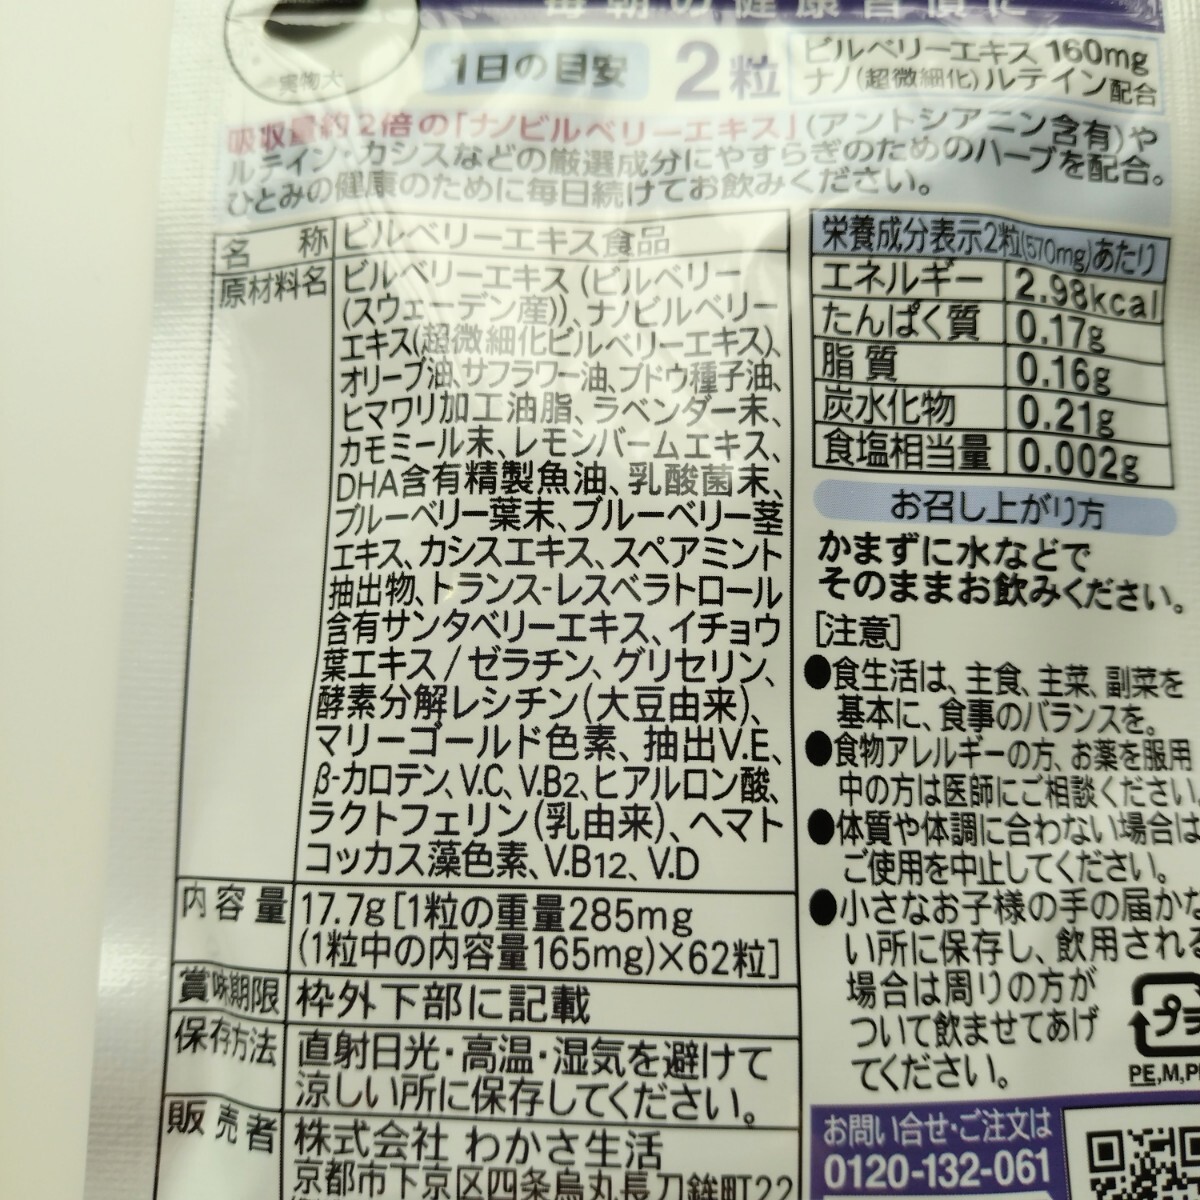 毎朝の健康習慣に
実物大
1日の目安 2粒
ビルベリーエキス 160mg
ナノ(超微細化)ルテイン配合
吸収量約2倍の「ナノビルベリーエキス」(アントシアニン含有)や
ルテイン・カシスなどの厳選成分にやすらぎのためのハーブを配合。
ひとみの健康のために毎日続けてお飲みください。
名称 ビルベリーエキス食品
原材料名 ビルベリーエキス(ビルベリー
(スウェーデン産))、ナノビルベリー
エキス(超微細化ビルベリーエキス)、
オリーブ油、サフラワー油、ブドウ種子油、
ヒマワリ加工油脂、ラベンダー末、
カモミール末、レモンバームエキス、
DHA含有精製魚油、乳酸菌末、
ブルーベリー葉末、ブルーベリー茎
エキス、カシスエキス、スペアミント
抽出物、トランス-レスベラトロール
含有サンタベリーエキス、イチョウ
葉エキス/ゼラチン、グリセリン、
酵素分解レシチン(大豆由来)、
マリーゴールド色素、抽出V.E、
β-カロテン、V.C、V.B2、ヒアルロン酸、
ラクトフェリン(乳由来)、ヘマト
コッカス藻色素、V.B12、V.D
内容量 17.7g[1粒の重量285mg
(1粒中の内容量165mg)×62粒]
賞味期限 枠外下部に記載
保存方法 直射日光・高温・湿気を避けて
涼しい所に保存してください。
販売者 株式会社 わかさ生活
京都市下京区四条烏丸長刀鉾町22
栄養成分表示2粒(570mg)あたり
エネルギー 2.98kcal
たんぱく質 0.17g
脂質 0.16g
炭水化物 0.21g
食塩相当量 0.002g
お召し上がり方
かまずに水などで
そのままお飲みください。
[注意]
●食生活は、主食、主菜、副菜を
基本に、食事のバランスを。
●食物アレルギーの方、お薬を服用
中の方は医師にご相談ください。
●体質や体調に合わない場合は
ご使用を中止してください。
●小さなお子様の手の届かな
い所に保存し、飲用される
場合は周りの方が
ついて飲ませてあげ
てください。
プラ
PE,M,P
お問い合せ・ご注文は
0120-132-061